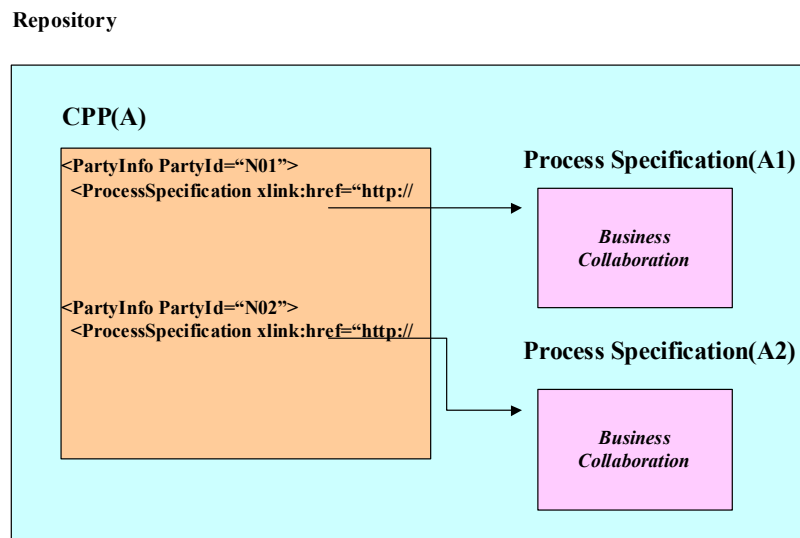 Repository
CPP(A)
<PartyInfo PartyId=“N01”>
<ProcessSpecification xlink:href=“http://
Process Specification(A1)
Business
Collaboration
<PartyInfo PartyId=“N02”>
<ProcessSpecification xlink:href=“http://
Process Specification(A2)
Business
Collaboration